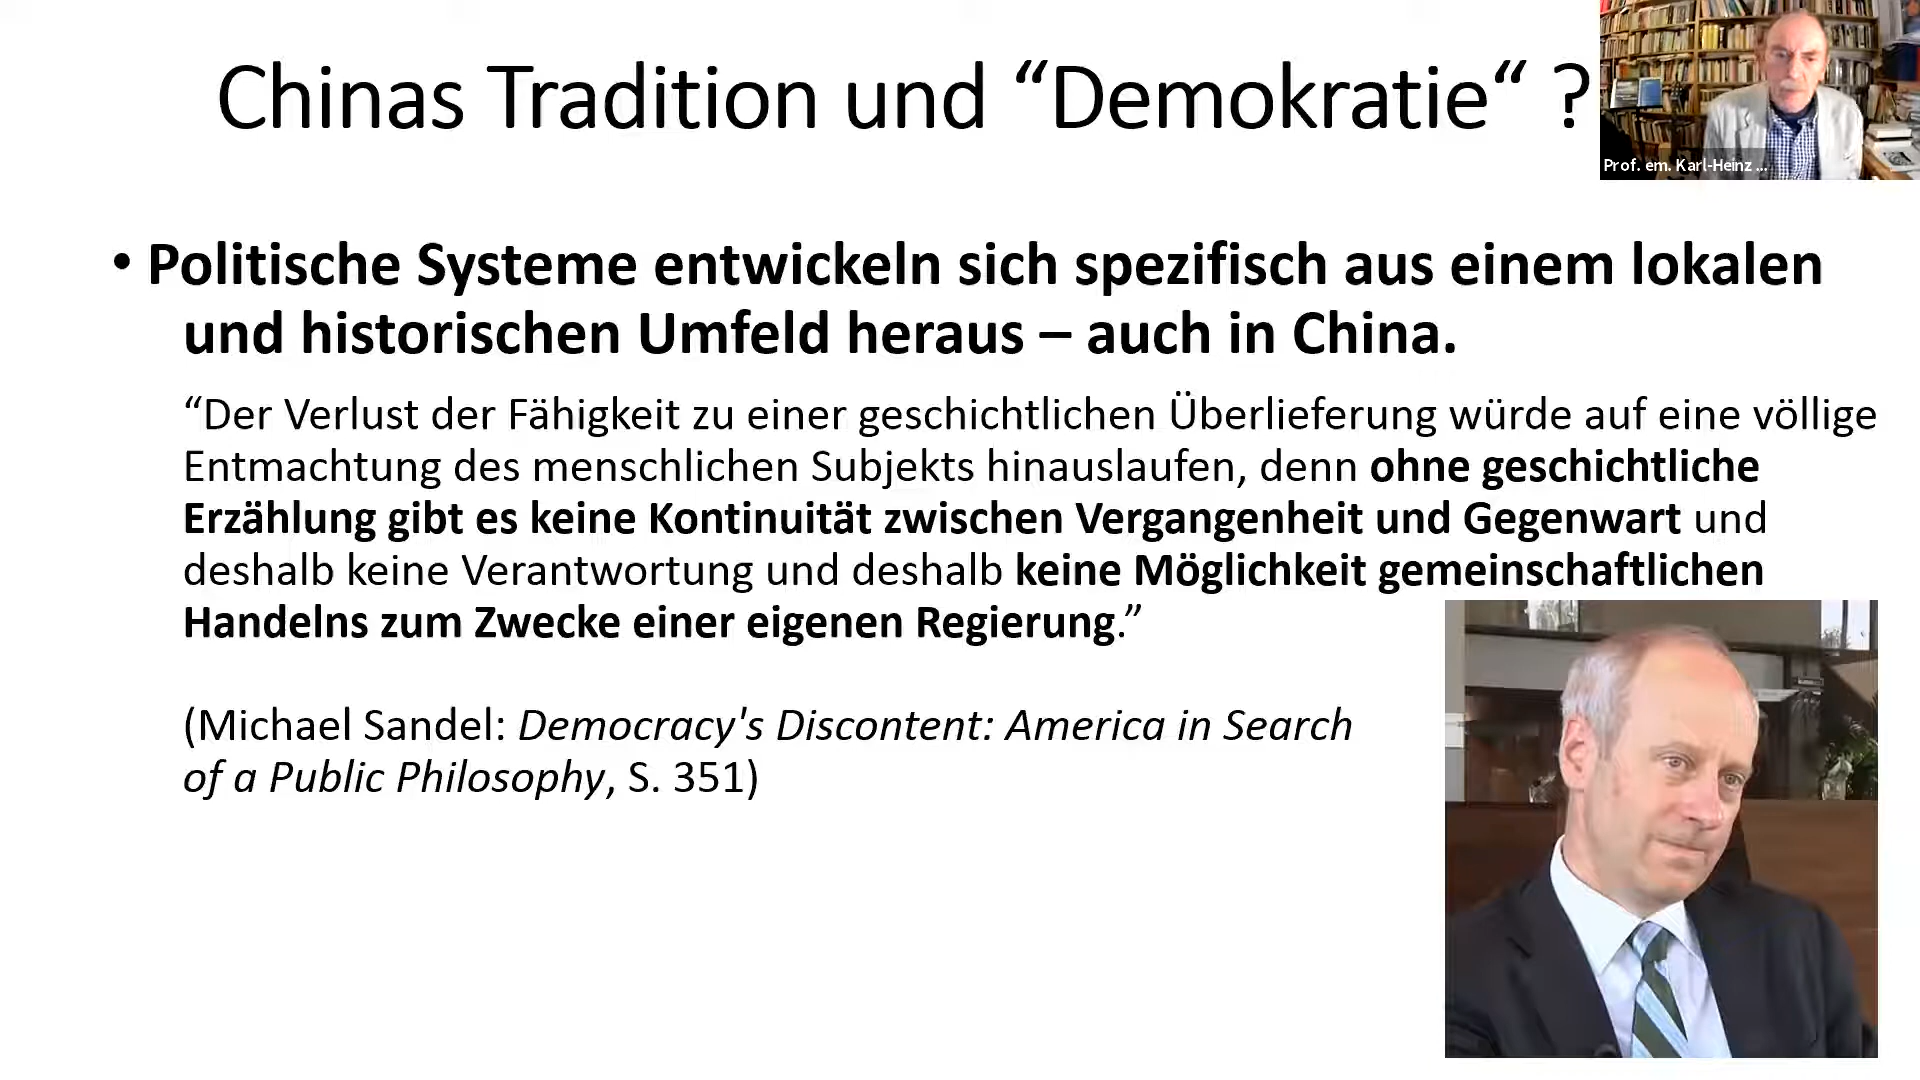 Chinas Tradition und “Demokratie“ ?
Prof. em. Karl-Heinz ...
• Politische Systeme entwickeln sich spezifisch aus einem lokalen
und historischen Umfeld heraus – auch in China.
“Der Verlust der Fähigkeit zu einer geschichtlichen Überlieferung würde auf eine völlige
Entmachtung des menschlichen Subjekts hinauslaufen, denn ohne geschichtliche
Erzählung gibt es keine Kontinuität zwischen Vergangenheit und Gegenwart und
deshalb keine Verantwortung und deshalb keine Möglichkeit gemeinschaftlichen
Handelns zum Zwecke einer eigenen Regierung.”
(Michael Sandel: Democracy's Discontent: America in Search
of a Public Philosophy, S. 351)